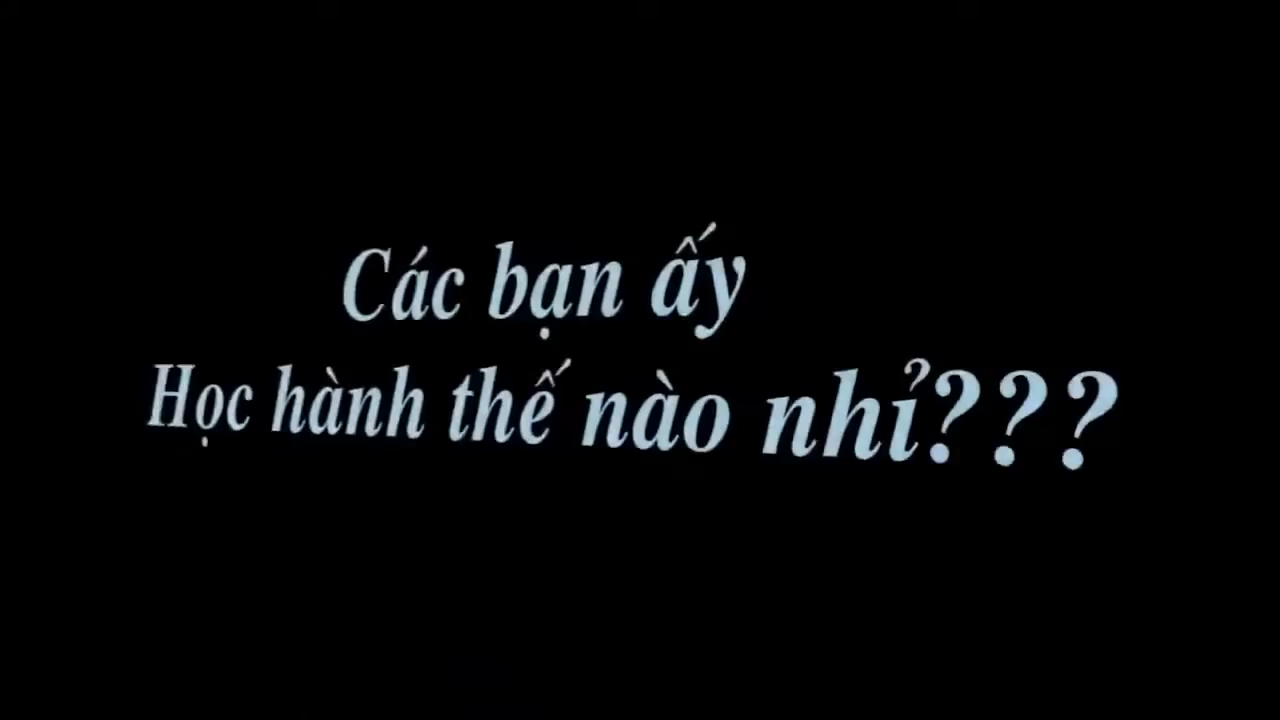 Các bạn ấy
Học hành thế nào nhỉ???